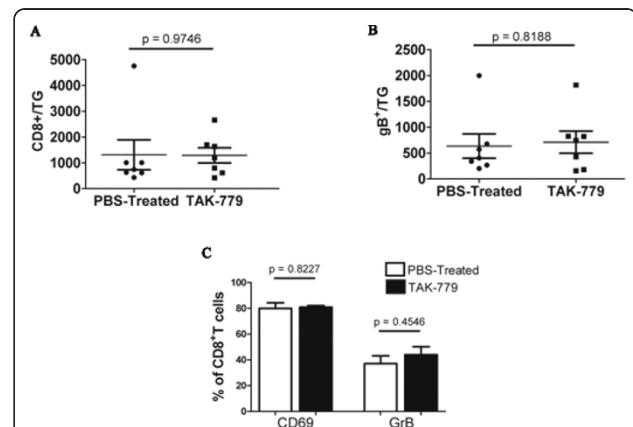 A
p = 0.9746
CD8+/TG
5000
4000
3000
2000
1000
0
PBS-Treated TAK-779
B
p = 0.8188
gB+/TG
2500
2000
1500
1000
500
0
PBS-Treated TAK-779
C
PBS-Treated
TAK-779
p = 0.8227
p = 0.4546
% of CD8+T cells
100
80
60
40
20
0
CD69 GrB